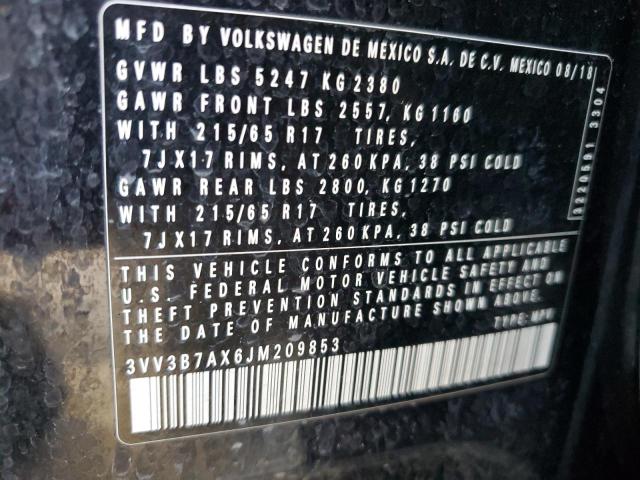 MFD BY VOLKSWAGEN DE MEXICO S.A. DE C.V. MEXICO 08/18
GVWR LBS 5247 KG 2380
GAWR FRONT LBS 2557, KG 1160
WITH 215/65 R17 TIRES,
7JX17 RIMS, AT 260 KPA, 38 PSI COLD
GAWR REAR LBS 2800, KG 1270
WITH 215/65 R17 TIRES,
7JX17 RIMS, AT 260 KPA, 38 PSI COLD
3220591 3304
THIS VEHICLE CONFORMS TO ALL APPLICABLE
U.S. FEDERAL MOTOR VEHICLE SAFETY AND
THEFT PREVENTION STANDARDS IN EFFECT ON
THE DATE OF MANUFACTURE SHOWN ABOVE.
TYPE: MPV
3VV3B7AX6JM209853